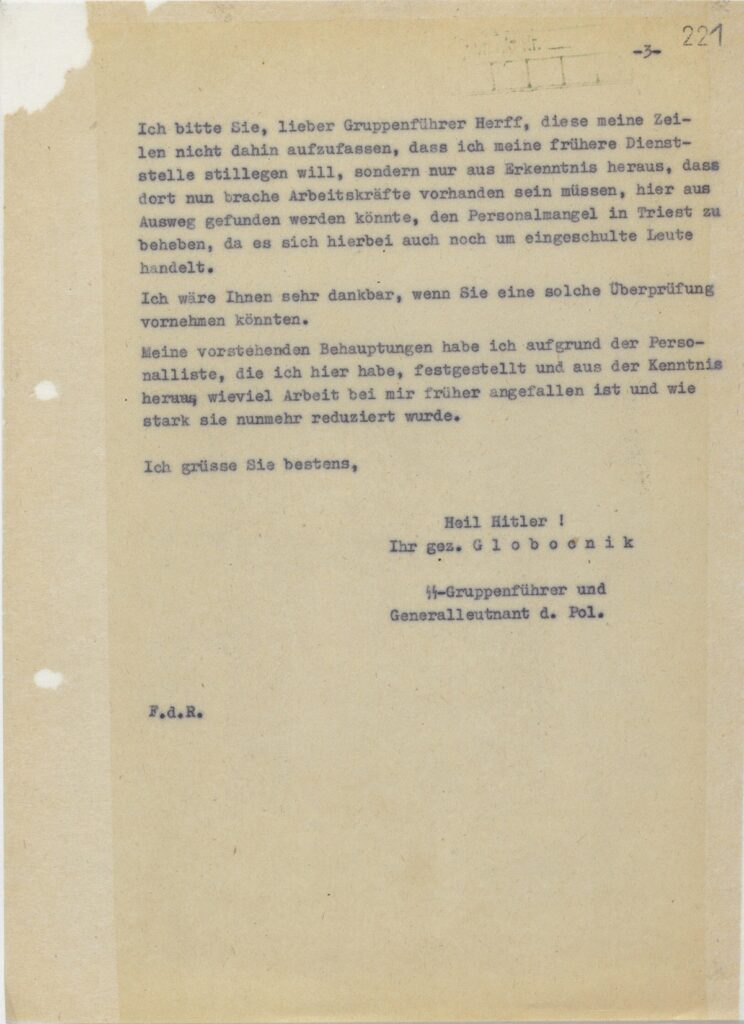 -3-
221
Ich bitte Sie, lieber Gruppenführer Herff, diese meine Zei-
len nicht dahin aufzufassen, dass ich meine frühere Dienst-
stelle stillegen will, sondern nur aus Erkenntnis heraus, dass
dort nun brache Arbeitskräfte vorhanden sein müssen, hier aus
Ausweg gefunden werden könnte, den Personalmangel in Triest zu
beheben, da es sich hierbei auch noch um eingeschulte Leute
handelt.
Ich wäre Ihnen sehr dankbar, wenn Sie eine solche Überprüfung
vornehmen könnten.
Meine vorstehenden Behauptungen habe ich aufgrund der Perso-
nalliste, die ich hier habe, festgestellt und aus der Kenntnis
heraus, wieviel Arbeit bei mir früher angefallen ist und wie
stark sie nunmehr reduziert wurde.
Ich grüsse Sie bestens,
Heil Hitler !
Ihr gez. G l o b o c n i k
ᛋᛋ-Gruppenführer und
Generalleutnant d. Pol.
F.d.R.